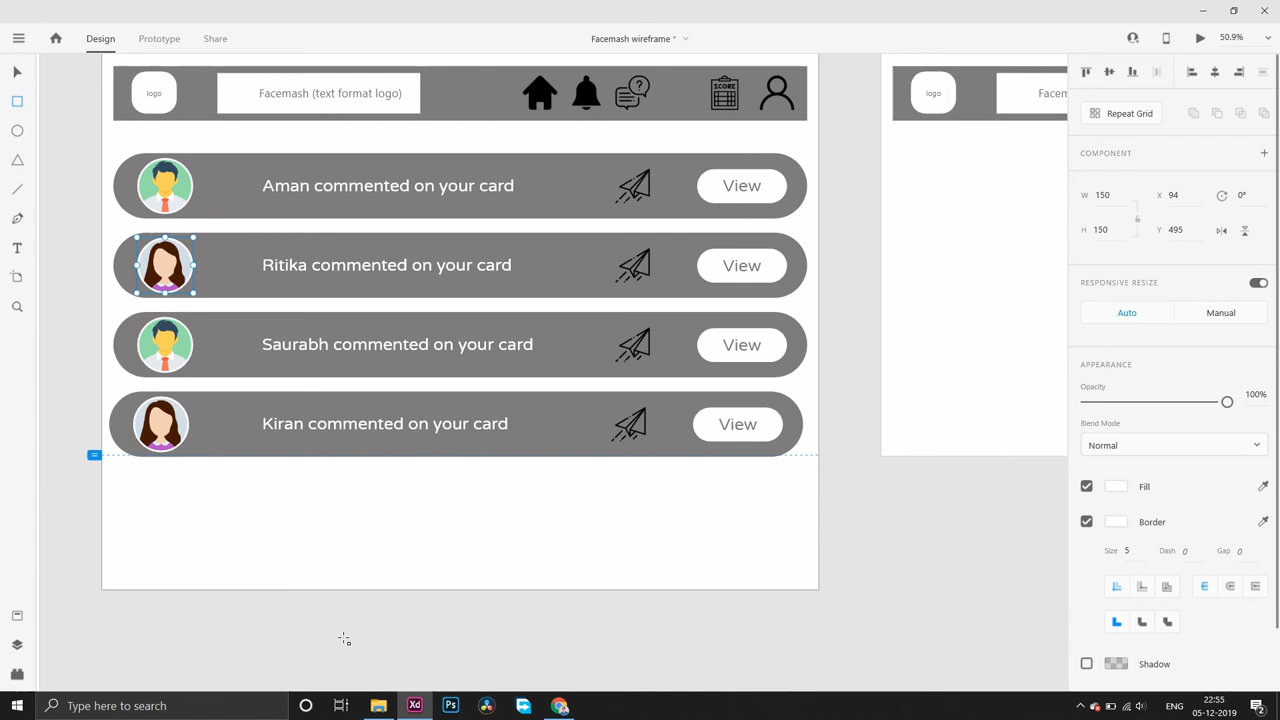 Design Prototype Share Facemash wireframe * 50.9%
logo Facemash (text format logo) SCORE logo Facem
Repeat Grid
COMPONENT
Aman commented on your card View
W 150 X 94 0°
H 150 Y 495
Ritika commented on your card View
RESPONSIVE RESIZE
Auto Manual
Saurabh commented on your card View
APPEARANCE
Opacity
100%
Kiran commented on your card View
Blend Mode
Normal
Fill
Border
Size 5 Dash 0 Gap 0
Shadow
Type here to search Xd Ps ENG 22:55
05-12-2019 2